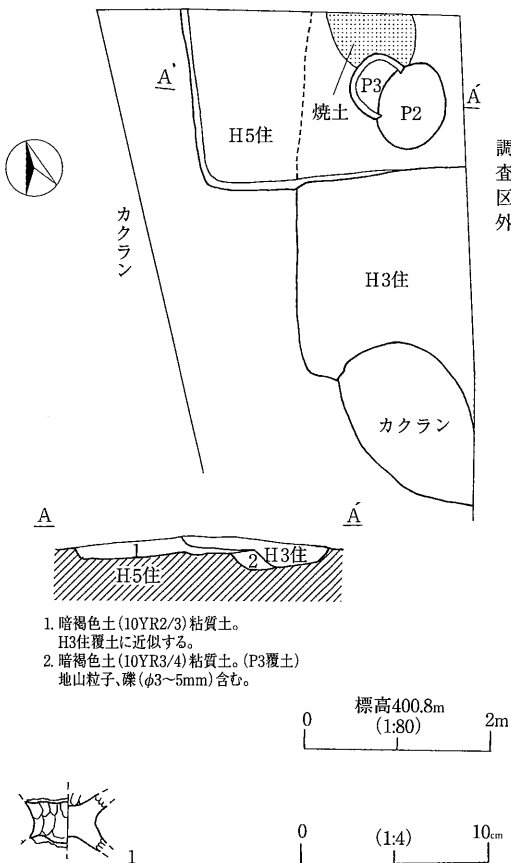 A'
A'
焼土
P3
P2
H5住
調査区外
カクラン
H3住
カクラン
A
A'
1
2
H3住
H5住
1. 暗褐色土(10YR2/3)粘質土。
H3住覆土に近似する。
2. 暗褐色土(10YR3/4)粘質土。(P3覆土)
地山粒子、礫(φ3〜5mm)含む。
標高400.8m
0 (1:80) 2m
1
0 (1:4) 10cm